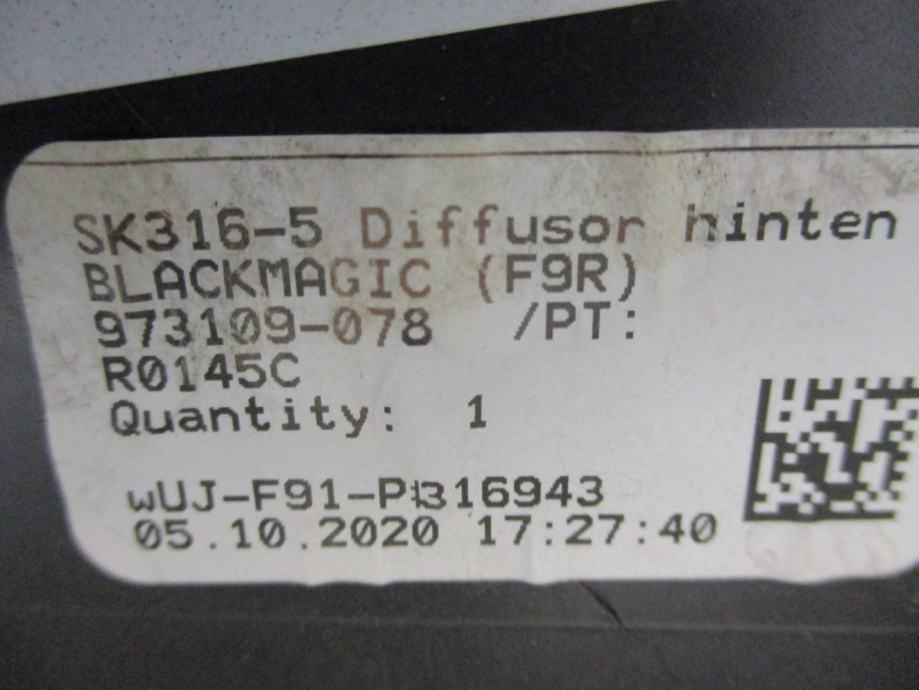 SK316-5 Diffusor hinten
BLACKMAGIC (F9R)
973109-078 /PT:
R0145C
Quantity: 1
05.10.2020 17:27:40